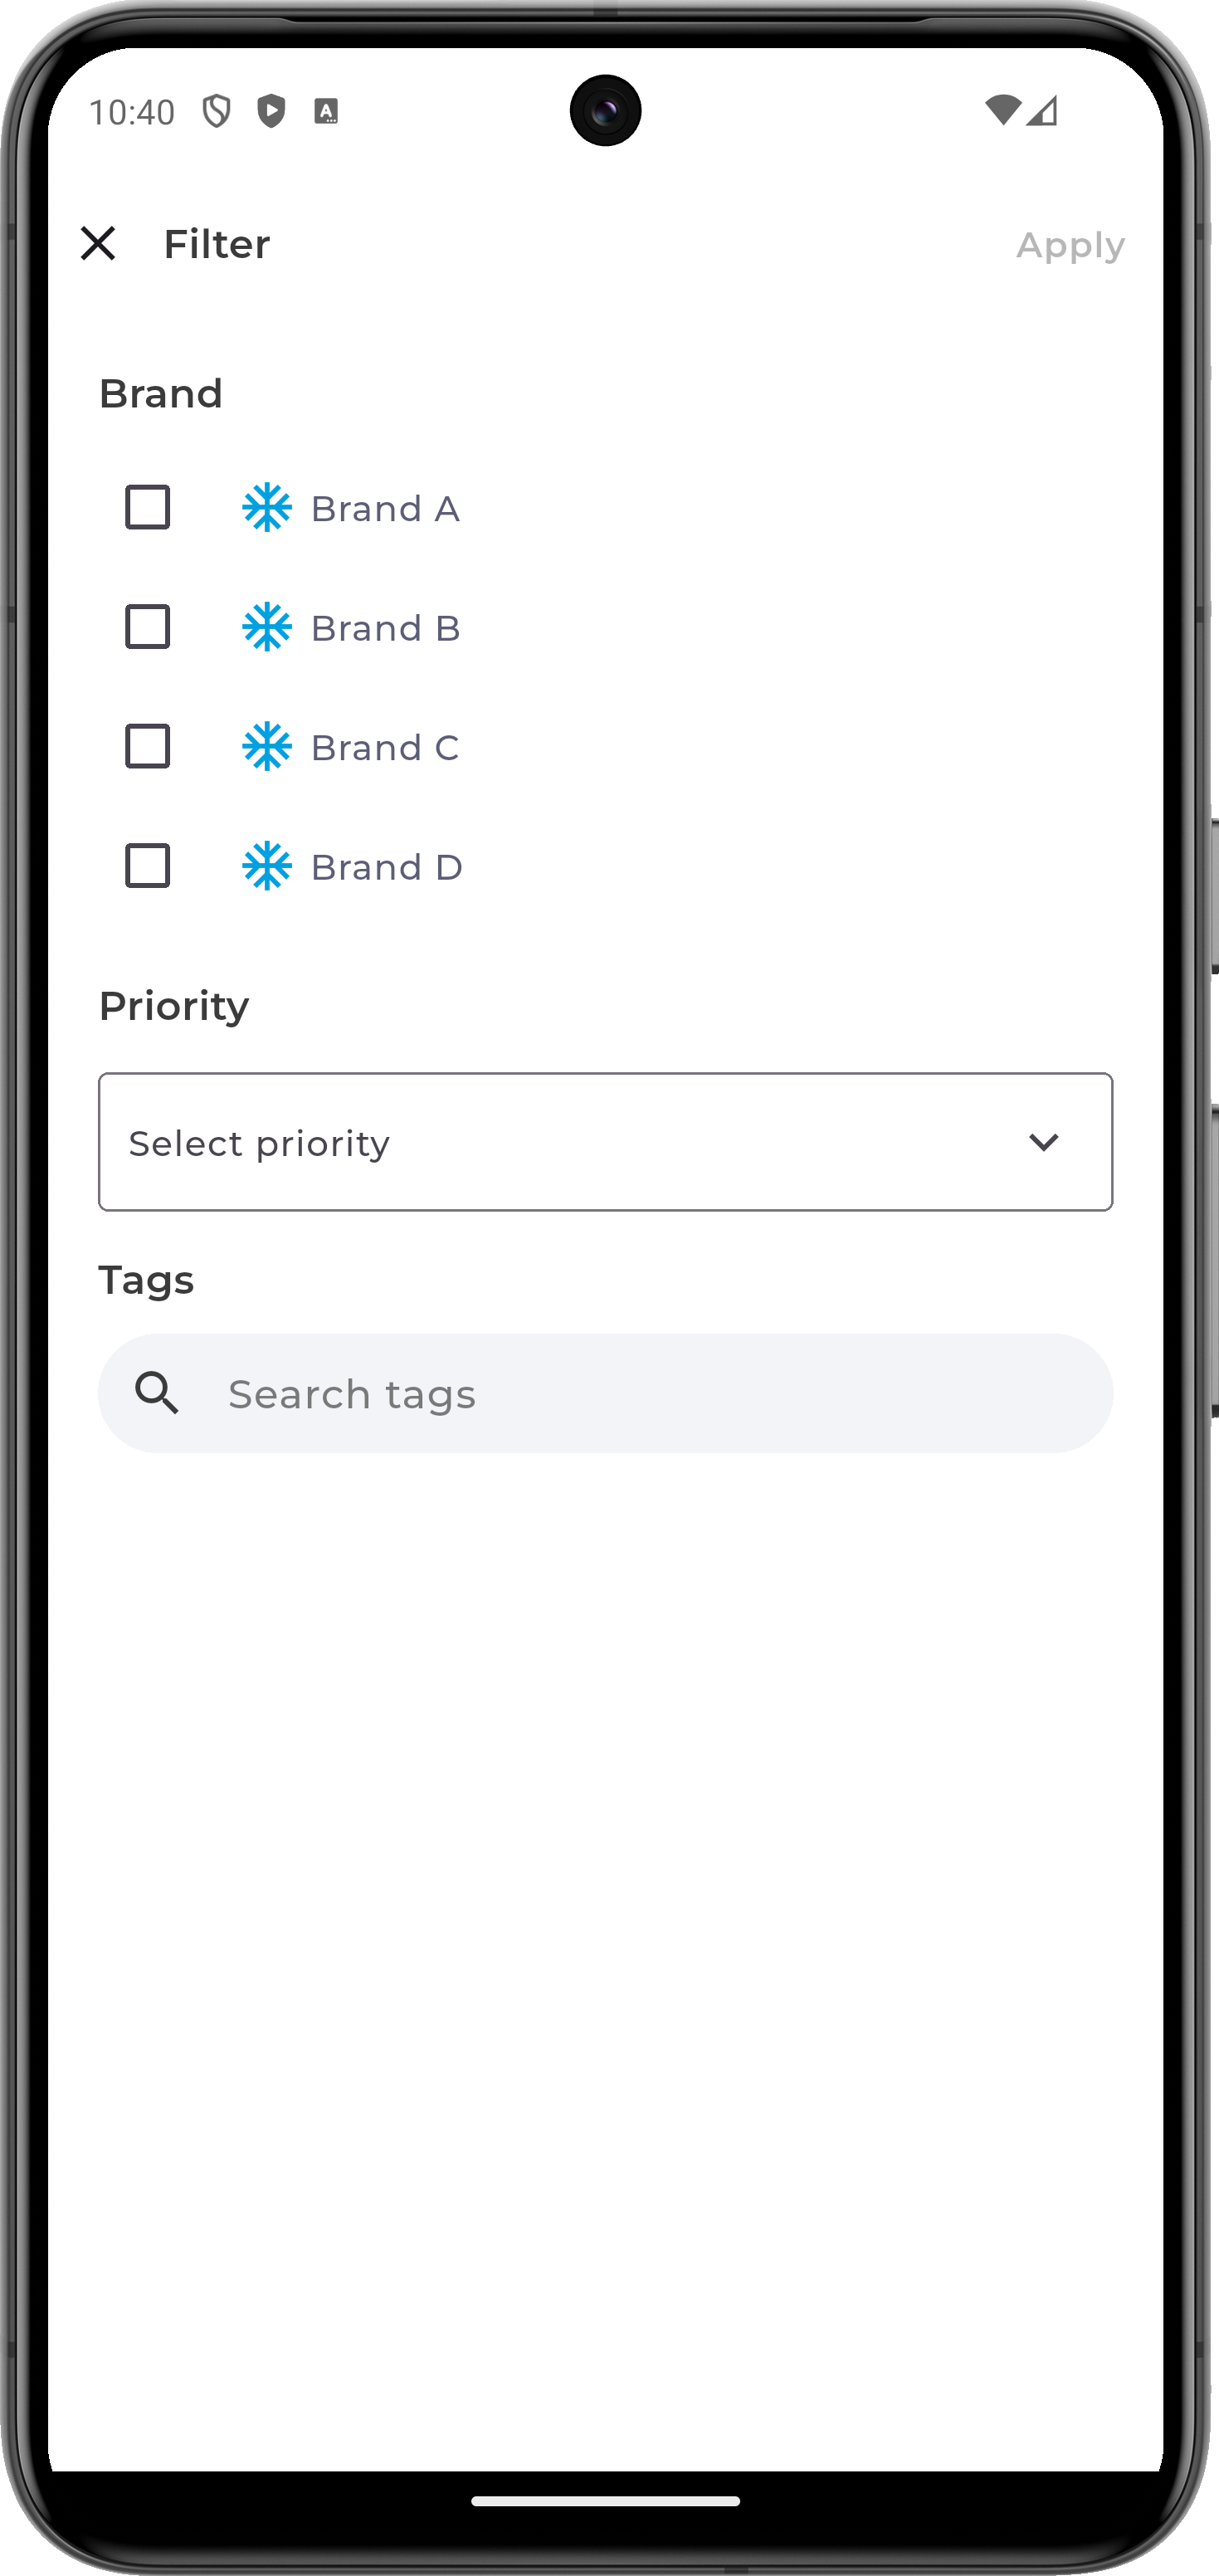 10:40
Filter
Apply
Brand
Brand A
Brand B
Brand C
Brand D
Priority
Select priority
Tags
Search tags